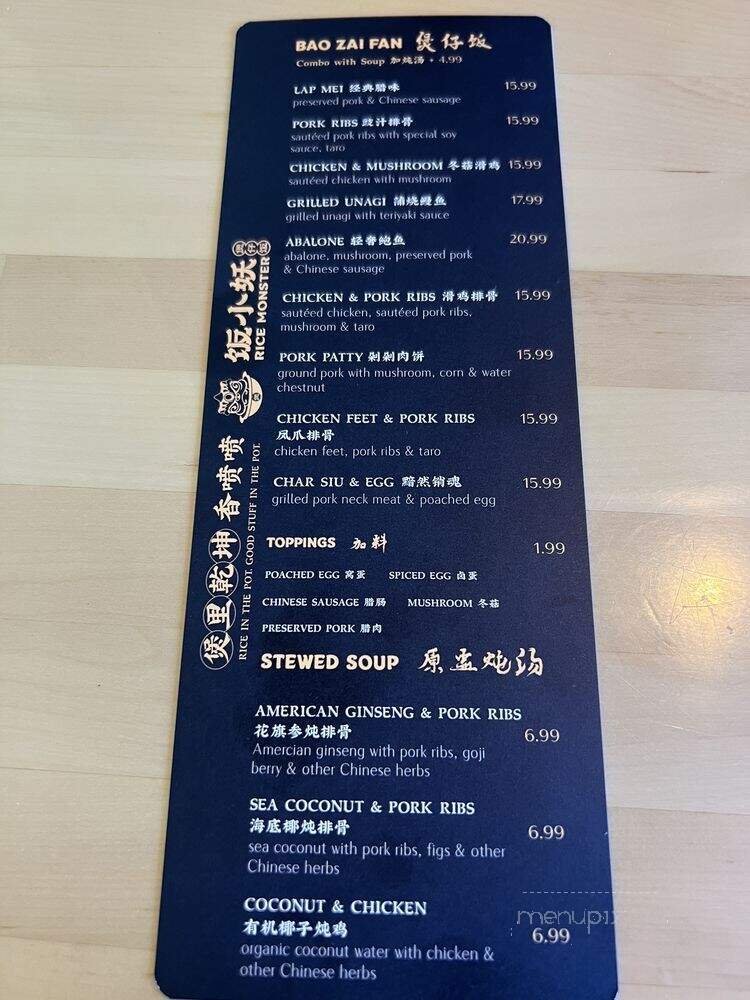 BAO ZAI FAN 煲仔饭
Combo with Soup 加炖汤 + 4.99
LAP MEI 经典腊味 15.99
preserved pork & Chinese sausage
PORK RIBS 豉汁排骨 15.99
sautéed pork ribs with special soy
sauce, taro
CHICKEN & MUSHROOM 冬菇滑鸡 15.99
sautéed chicken with mushroom
GRILLED UNAGI 蒲烧鳗鱼 17.99
grilled unagi with teriyaki sauce
ABALONE 轻奢鲍鱼 20.99
abalone, mushroom, preserved pork
& Chinese sausage
CHICKEN & PORK RIBS 滑鸡排骨 15.99
sautéed chicken, sautéed pork ribs,
mushroom & taro
PORK PATTY 剁剁肉饼 15.99
ground pork with mushroom, corn & water
chestnut
CHICKEN FEET & PORK RIBS 15.99
凤爪排骨
chicken feet, pork ribs & taro
CHAR SIU & EGG 黯然销魂 15.99
grilled pork neck meat & poached egg
TOPPINGS 加料 1.99
POACHED EGG 窝蛋 SPICED EGG 卤蛋
CHINESE SAUSAGE 腊肠 MUSHROOM 冬菇
PRESERVED PORK 腊肉
STEWED SOUP 原盅炖汤
AMERICAN GINSENG & PORK RIBS
花旗参炖排骨 6.99
Amercian ginseng with pork ribs, goji
berry & other Chinese herbs
SEA COCONUT & PORK RIBS
海底椰炖排骨 6.99
sea coconut with pork ribs, figs & other
Chinese herbs
COCONUT & CHICKEN
有机椰子炖鸡 6.99
organic coconut water with chicken &
other Chinese herbs
饭小妖 煲仔饭
RICE MONSTER
煲里乾坤 香喷喷
RICE IN THE POT. GOOD STUFF IN THE POT.
menupix